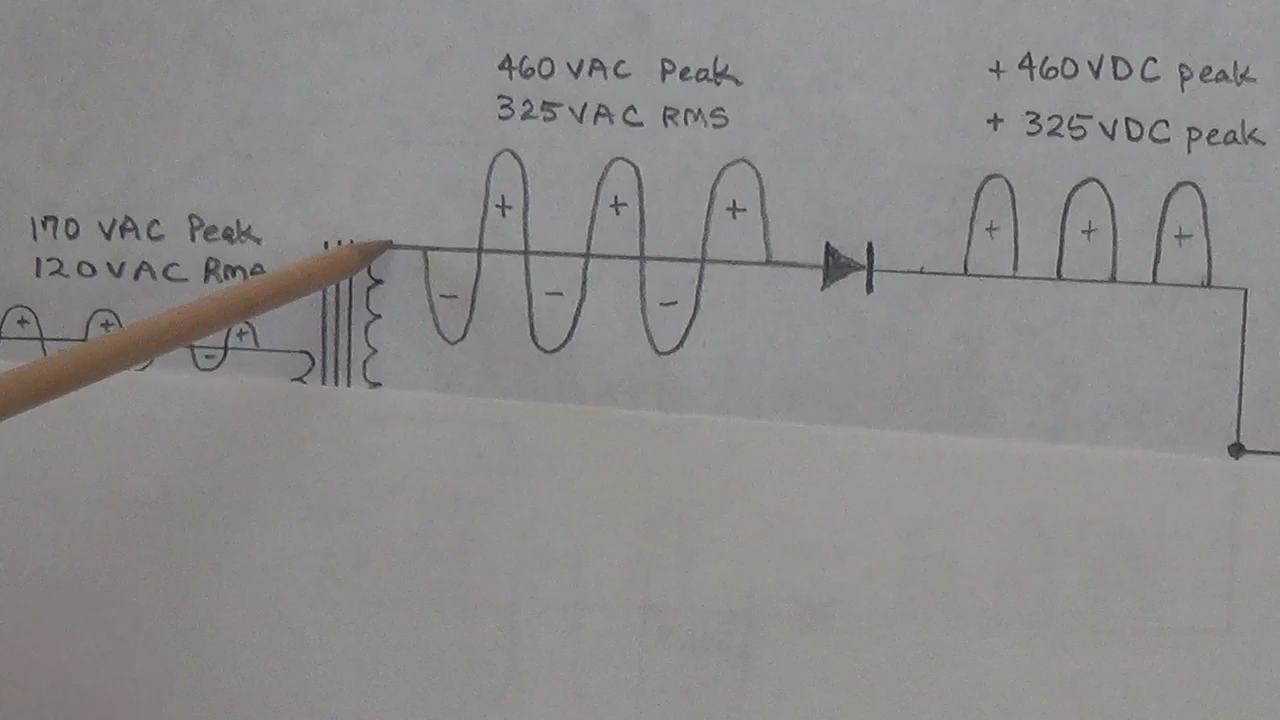 460 VAC Peak
325 VAC RMS
+ 460 VDC peak
+ 325 VDC peak
170 VAC Peak
120 VAC Rms
+
+
+
+
+
+
+
-
-
-
+
+
-